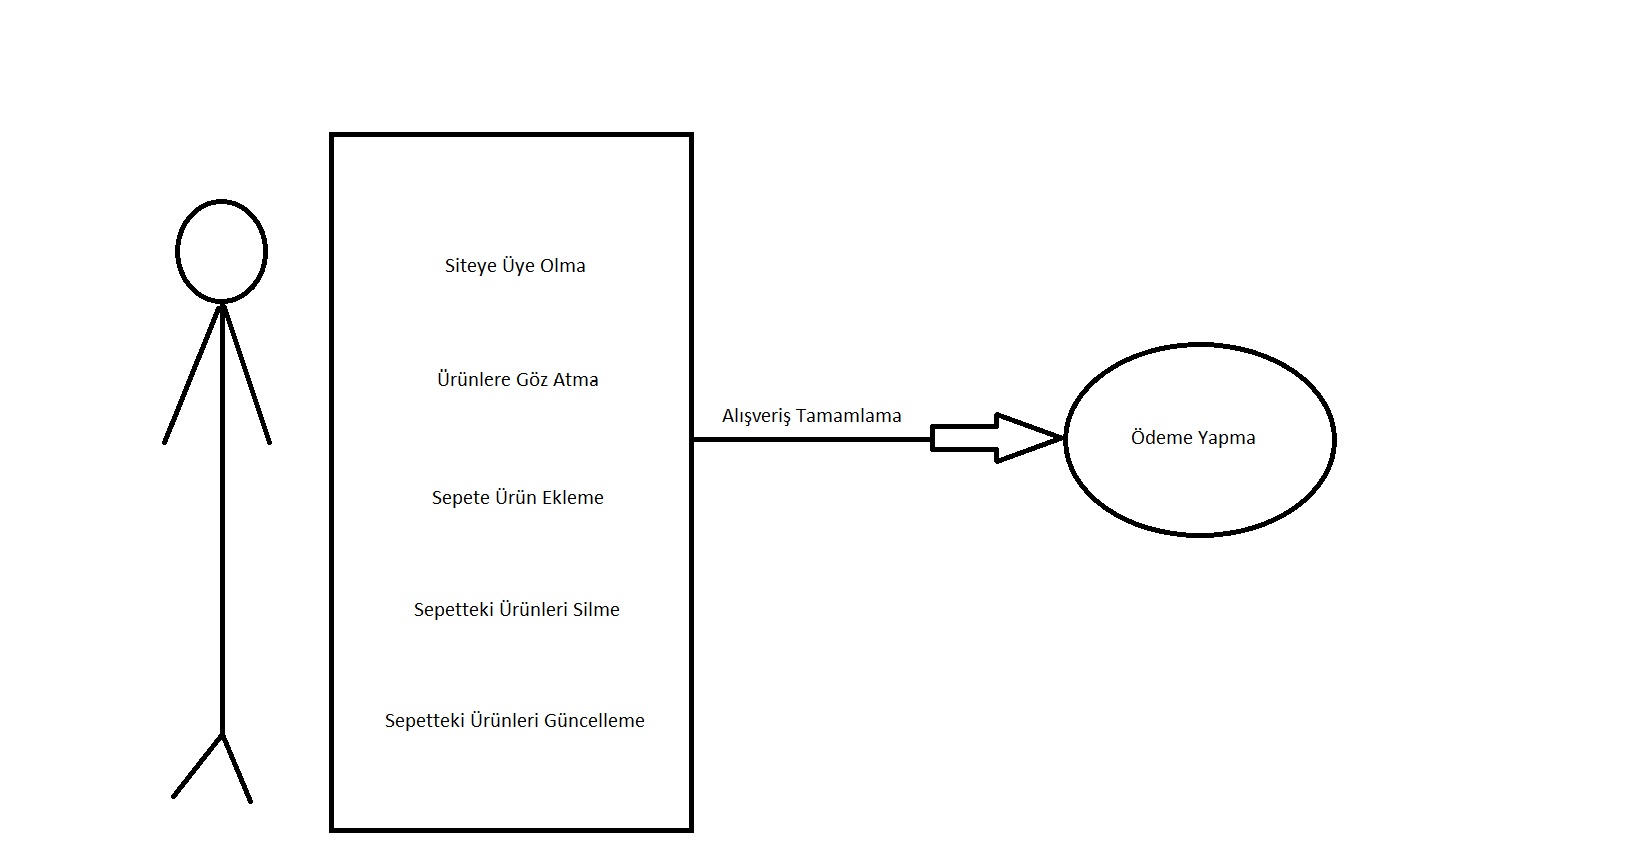 Siteye Üye Olma
Ürünlere Göz Atma
Sepete Ürün Ekleme
Sepetteki Ürünleri Silme
Sepetteki Ürünleri Güncelleme
Alışveriş Tamamlama
Ödeme Yapma